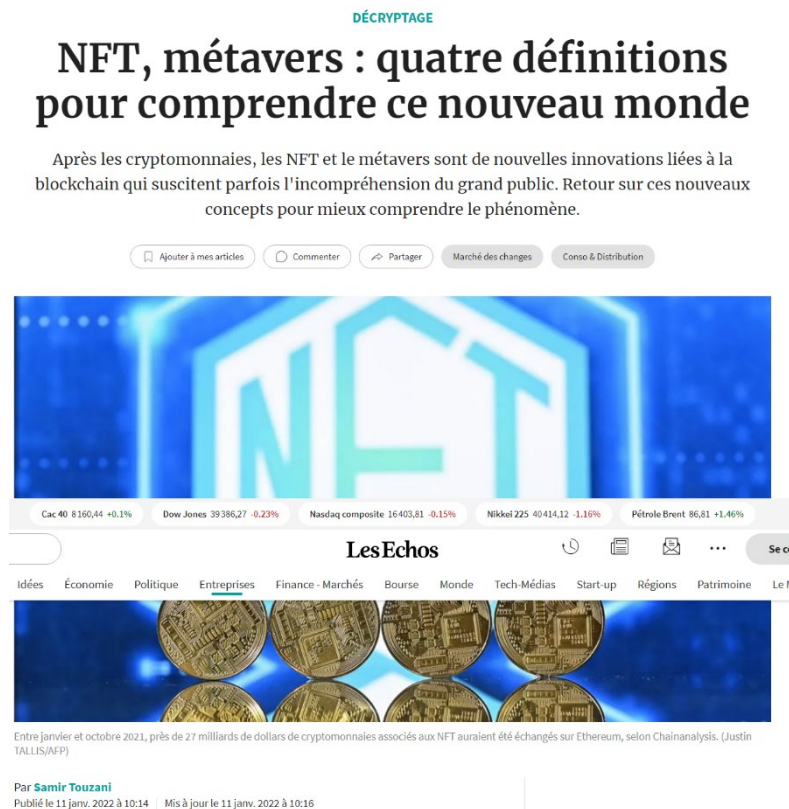 DÉCRYPTAGE
NFT, métavers : quatre définitions
pour comprendre ce nouveau monde
Après les cryptomonnaies, les NFT et le métavers sont de nouvelles innovations liées à la
blockchain qui suscitent parfois l'incompréhension du grand public. Retour sur ces nouveaux
concepts pour mieux comprendre le phénomène.
Ajouter à mes articles Commenter Partager Marché des changes Conso & Distribution
NFT
Cac 40 8 160,44 +0.1% Dow Jones 39 386,27 -0.23% Nasdaq composite 16 403,81 -0.15% Nikkei 225 40 414,12 -1.16% Pétrole Brent 86,81 +1.46%
Les Echos Se c
Idées Économie Politique Entreprises Finance - Marchés Bourse Monde Tech-Médias Start-up Régions Patrimoine Le
Entre janvier et octobre 2021, près de 27 milliards de dollars de cryptomonnaies associés aux NFT auraient été échangés sur Ethereum, selon Chainanalysis. (Justin
TALLIS/AFP)
Par Samir Touzani
Publié le 11 janv. 2022 à 10:14 Mis à jour le 11 janv. 2022 à 10:16